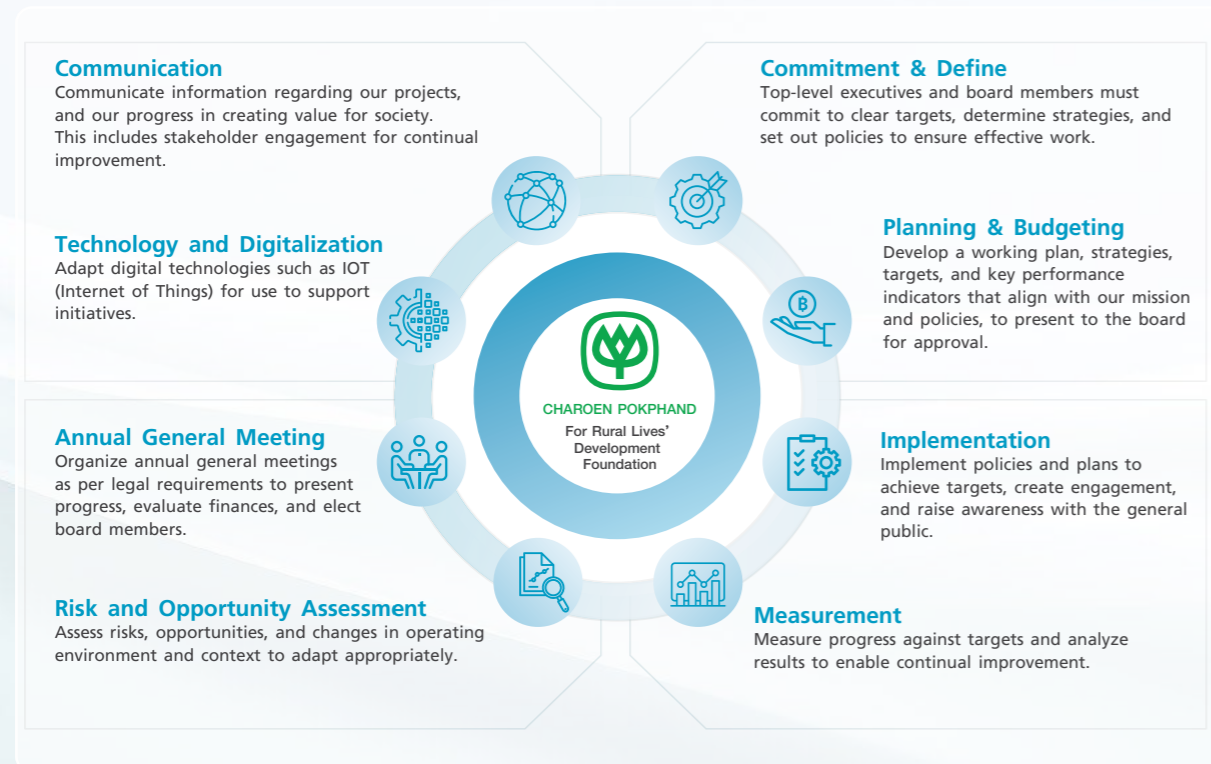 Communication
Communicate information regarding our projects,
and our progress in creating value for society.
This includes stakeholder engagement for continual
improvement.
Technology and Digitalization
Adapt digital technologies such as IOT
(Internet of Things) for use to support
initiatives.
Annual General Meeting
Organize annual general meetings
as per legal requirements to present
progress, evaluate finances, and elect
board members.
Risk and Opportunity Assessment
Assess risks, opportunities, and changes in operating
environment and context to adapt appropriately.
CHAROEN POKPHAND
For Rural Lives’
Development
Foundation
Commitment & Define
Top-level executives and board members must
commit to clear targets, determine strategies, and
set out policies to ensure effective work.
Planning & Budgeting
Develop a working plan, strategies,
targets, and key performance
indicators that align with our mission
and policies, to present to the board
for approval.
฿
Implementation
Implement policies and plans to
achieve targets, create engagement,
and raise awareness with the general
public.
Measurement
Measure progress against targets and analyze
results to enable continual improvement.